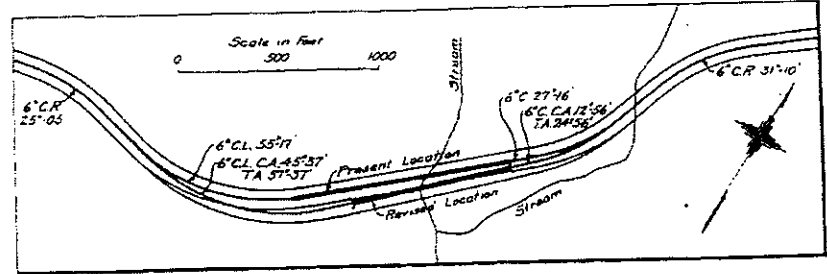 Scale in Feet
0 500 1000
Stream
6° C.R.
25°-05
6° C.L. 55°-17'
6° C.L. C.A. 45°-37'
T.A. 57°-37'
Present Location
Revised Location
Stream
6° C. 27°-16'
6° C. C.A. 12°-56'
T.A. 24°-56'
6° C.R. 31°-10'